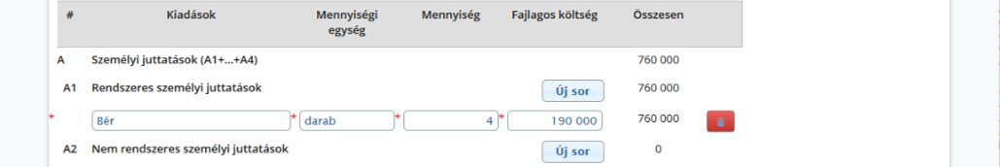 # Kiadások Mennyiségi egység Mennyiség Fajlagos költség Összesen
A Személyi juttatások (A1+...+A4) 760 000
A1 Rendszeres személyi juttatások Új sor 760 000
* Bér * darab * 4 * 190 000 760 000
A2 Nem rendszeres személyi juttatások Új sor 0